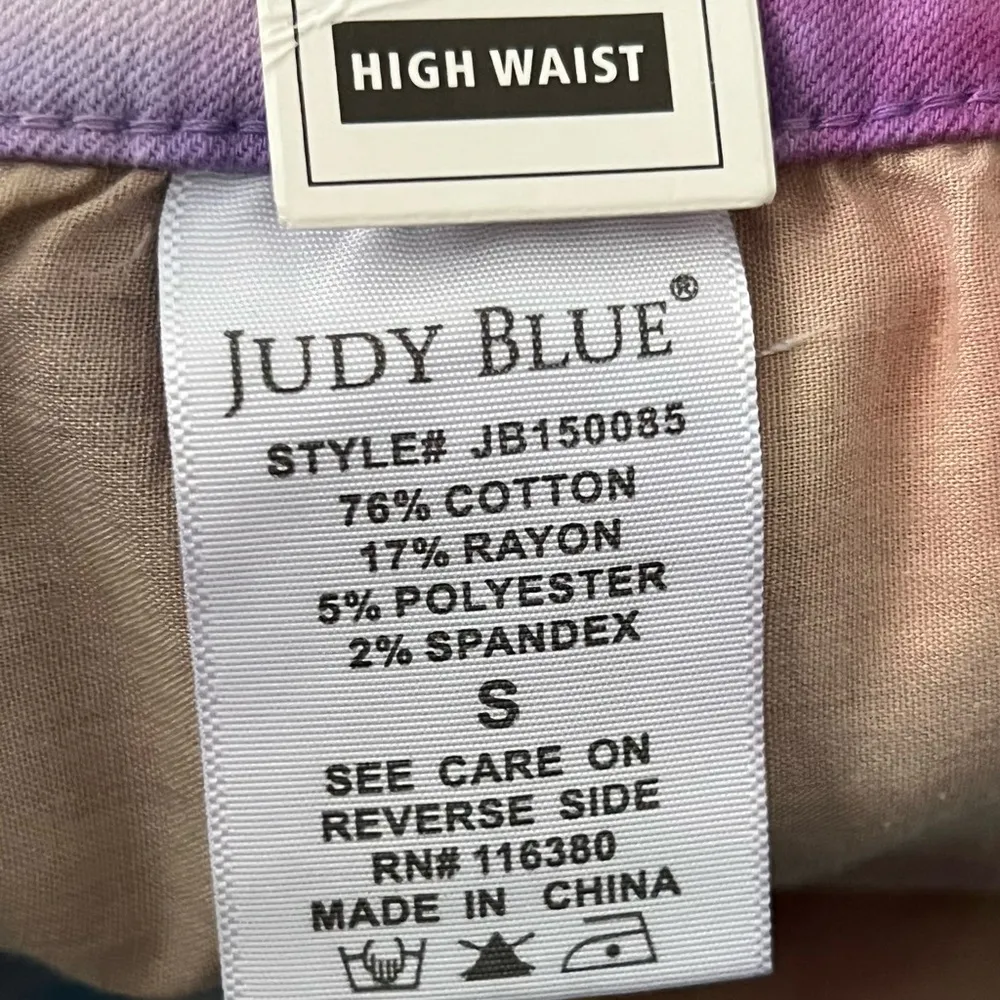 HIGH WAIST
JUDY BLUE®
STYLE# JB150085
76% COTTON
17% RAYON
5% POLYESTER
2% SPANDEX
S
SEE CARE ON
REVERSE SIDE
RN# 116380
MADE IN CHINA